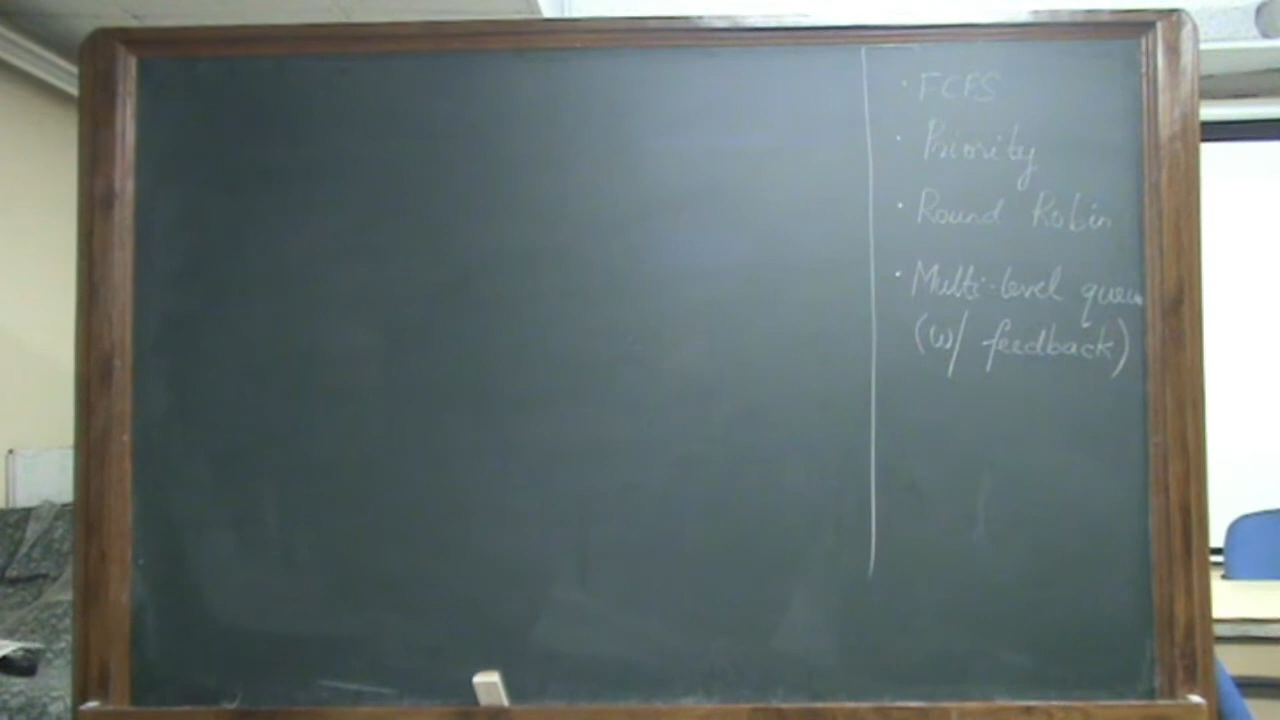 · FCFS
· Priority
· Round Robin
· Multi-level queue
(w/ feedback)